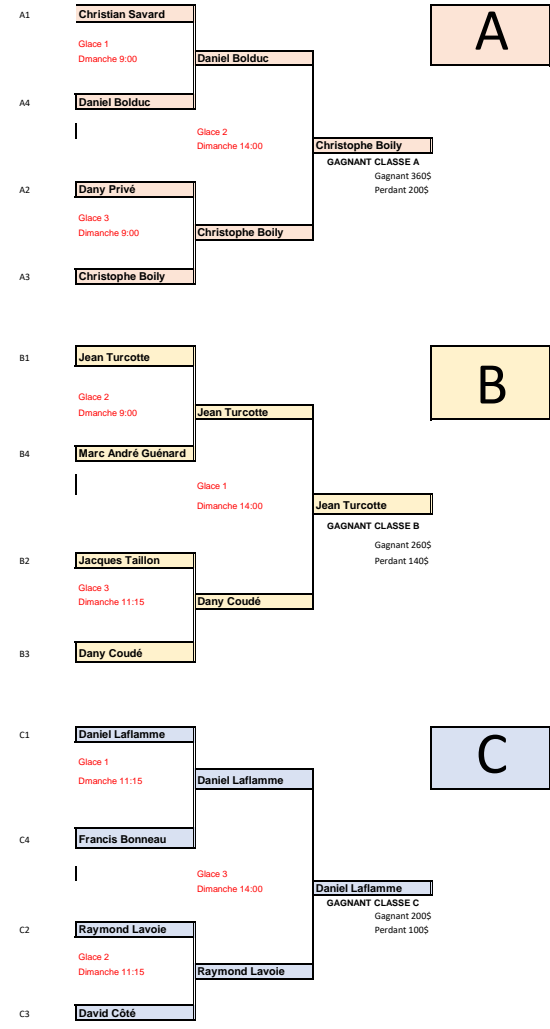 A1
Christian Savard
A
Glace 1
Dmanche 9:00
Daniel Bolduc
A4
Daniel Bolduc
Glace 2
Dimanche 14:00
Christophe Boily
GAGNANT CLASSE A
Gagnant 360$
Perdant 200$
A2
Dany Privé
Glace 3
Dimanche 9:00
Christophe Boily
A3
Christophe Boily
B1
Jean Turcotte
B
Glace 2
Dmanche 9:00
Jean Turcotte
B4
Marc André Guénard
Glace 1
Dimanche 14:00
Jean Turcotte
GAGNANT CLASSE B
Gagnant 260$
Perdant 140$
B2
Jacques Taillon
Glace 3
Dimanche 11:15
Dany Coudé
B3
Dany Coudé
C1
Daniel Laflamme
C
Glace 1
Dmanche 11:15
Daniel Laflamme
C4
Francis Bonneau
Glace 3
Dimanche 14:00
Daniel Laflamme
GAGNANT CLASSE C
Gagnant 200$
Perdant 100$
C2
Raymond Lavoie
Glace 2
Dimanche 11:15
Raymond Lavoie
C3
David Côté